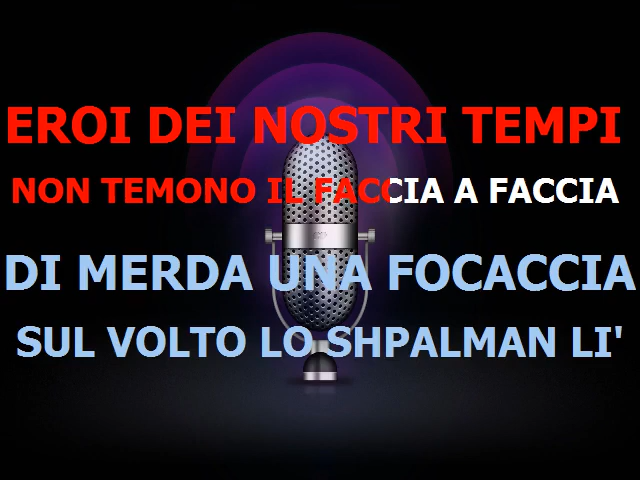 EROI DEI NOSTRI TEMPI
NON TEMONO IL FACCIA A FACCIA
DI MERDA UNA FOCACCIA
SUL VOLTO LO SHPALMAN LI'